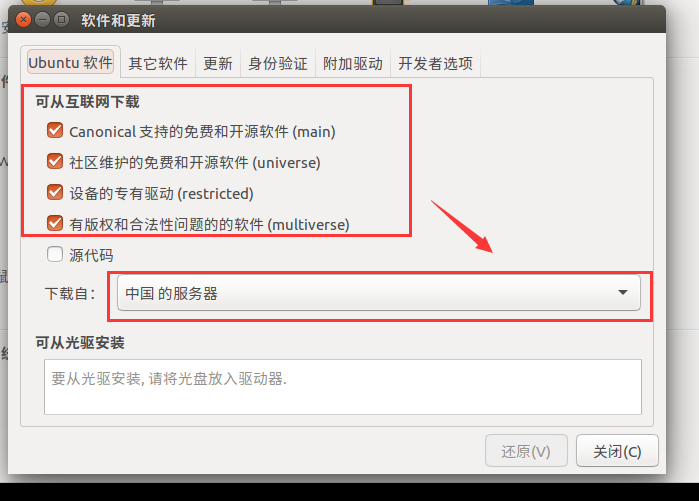 软件和更新
Ubuntu 软件 其它软件 更新 身份验证 附加驱动 开发者选项
可从互联网下载
Canonical 支持的免费和开源软件 (main)
社区维护的免费和开源软件 (universe)
设备的专有驱动 (restricted)
有版权和合法性问题的的软件 (multiverse)
源代码
下载自： 中国 的服务器
可从光驱安装
要从光驱安装, 请将光盘放入驱动器.
还原(V) 关闭(C)